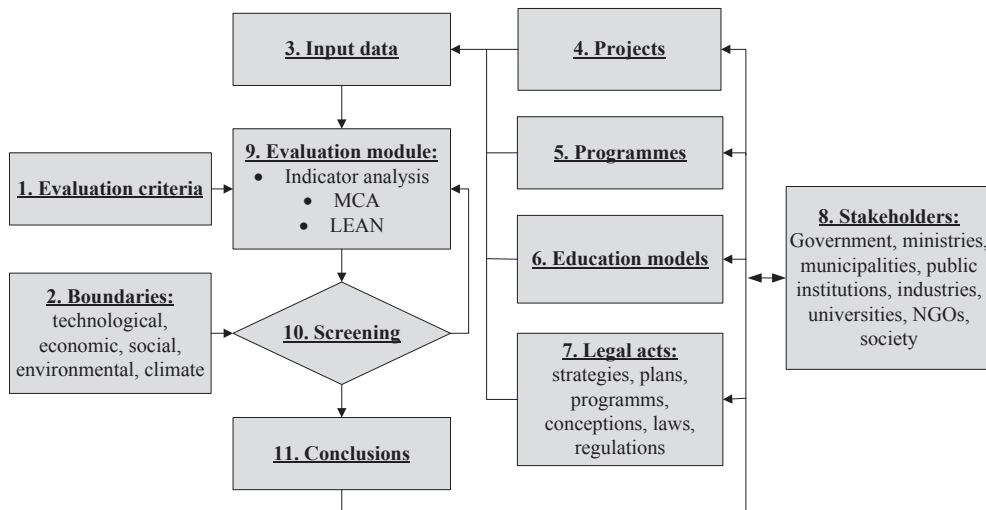 3. Input data
4. Projects
9. Evaluation module:
• Indicator analysis
• MCA
• LEAN
5. Programmes
1. Evaluation criteria
8. Stakeholders:
Government, ministries,
municipalities, public
institutions, industries,
universities, NGOs,
society
6. Education models
2. Boundaries:
technological,
economic, social,
environmental, climate
10. Screening
7. Legal acts:
strategies, plans,
programms,
conceptions, laws,
regulations
11. Conclusions